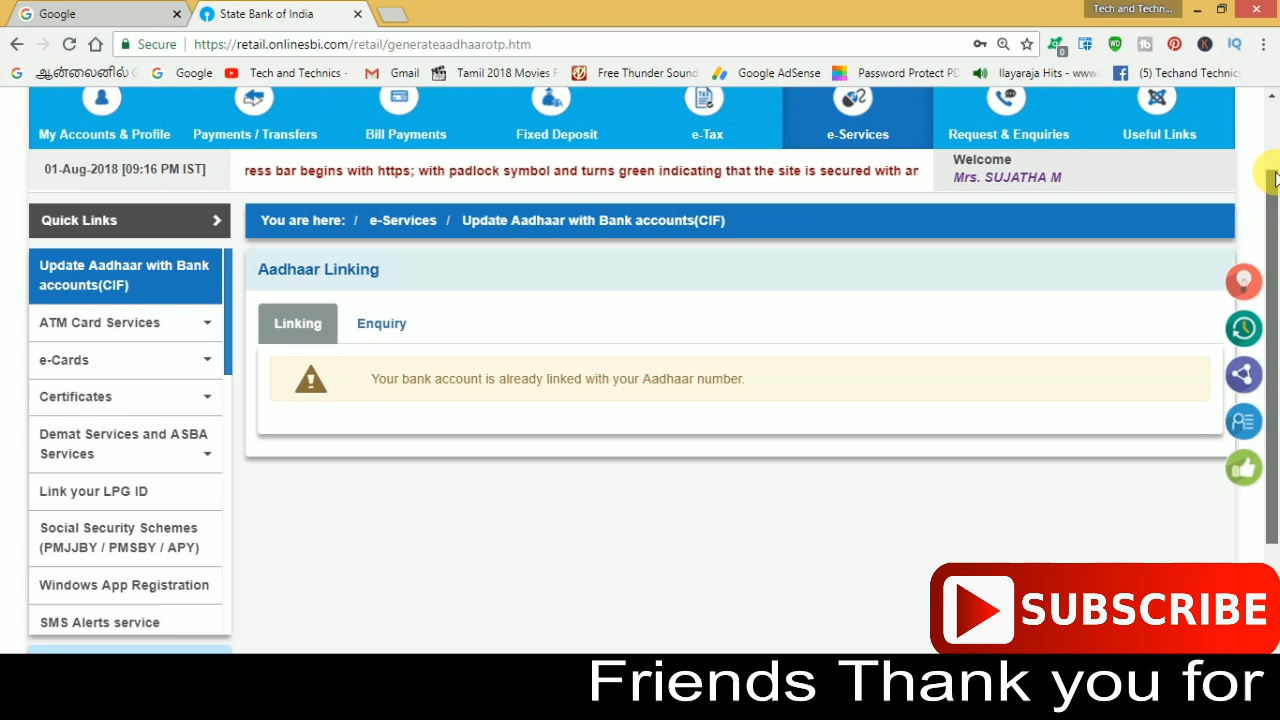 Google
State Bank of India
Tech and Techn...
Secure
https://retail.onlinesbi.com/retail/generateaadhaarotp.htm
0
WD
K
IQ
ஆன்லைனில்
Google
Tech and Technics -
Gmail
Tamil 2018 Movies F
Free Thunder Sound
Google AdSense
Password Protect PD
Ilayaraja Hits - www.
(5) Techand Technics
My Accounts & Profile
Payments / Transfers
Bill Payments
Fixed Deposit
e-Tax
e-Services
Request & Enquiries
Useful Links
01-Aug-2018 [09:16 PM IST]
ress bar begins with https; with padlock symbol and turns green indicating that the site is secured with an
Welcome
Mrs. SUJATHA M
Quick Links
You are here: / e-Services / Update Aadhaar with Bank accounts(CIF)
Update Aadhaar with Bank
accounts(CIF)
ATM Card Services
e-Cards
Certificates
Demat Services and ASBA
Services
Link your LPG ID
Social Security Schemes
(PMJJBY / PMSBY / APY)
Windows App Registration
SMS Alerts service
Aadhaar Linking
Linking
Enquiry
Your bank account is already linked with your Aadhaar number.
SUBSCRIBE
Friends Thank you for